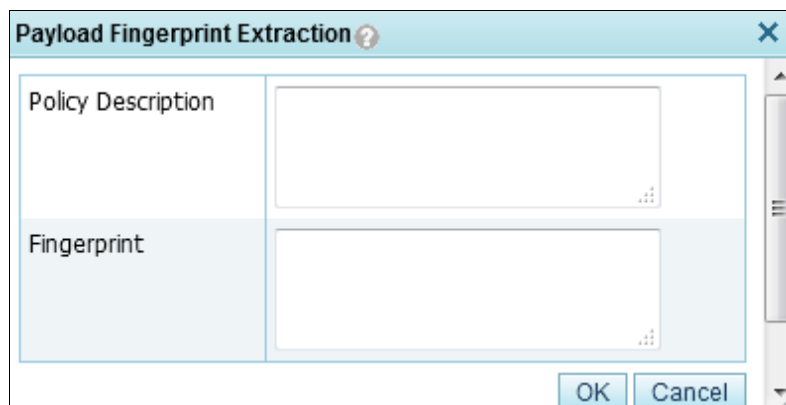 Payload Fingerprint Extraction
Policy Description
Fingerprint
OK Cancel